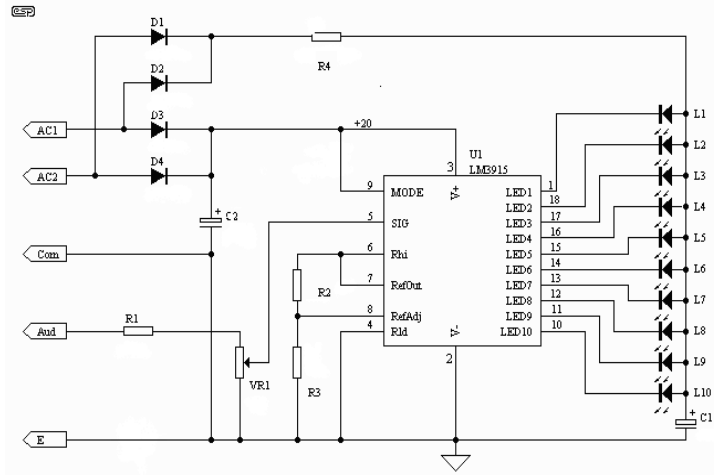 esp
D1
D2
R4
D3
AC1
+20
L1
D4
AC2
U1
LM3915
3
V+
L2
9 MODE LED1 1
L3
18
C2 +
5 SIG LED2
17
LED3 L4
16
LED4
Com
6 Rhi LED5 15 L5
LED6 14 L6
7 RefOut LED7 13
R2
L7
LED8 12
8 RefAdj LED9 11
Aud R1
4 Rld LED10 10 L8
V-
2
L9
VR1
R3
L10
+
C1
E